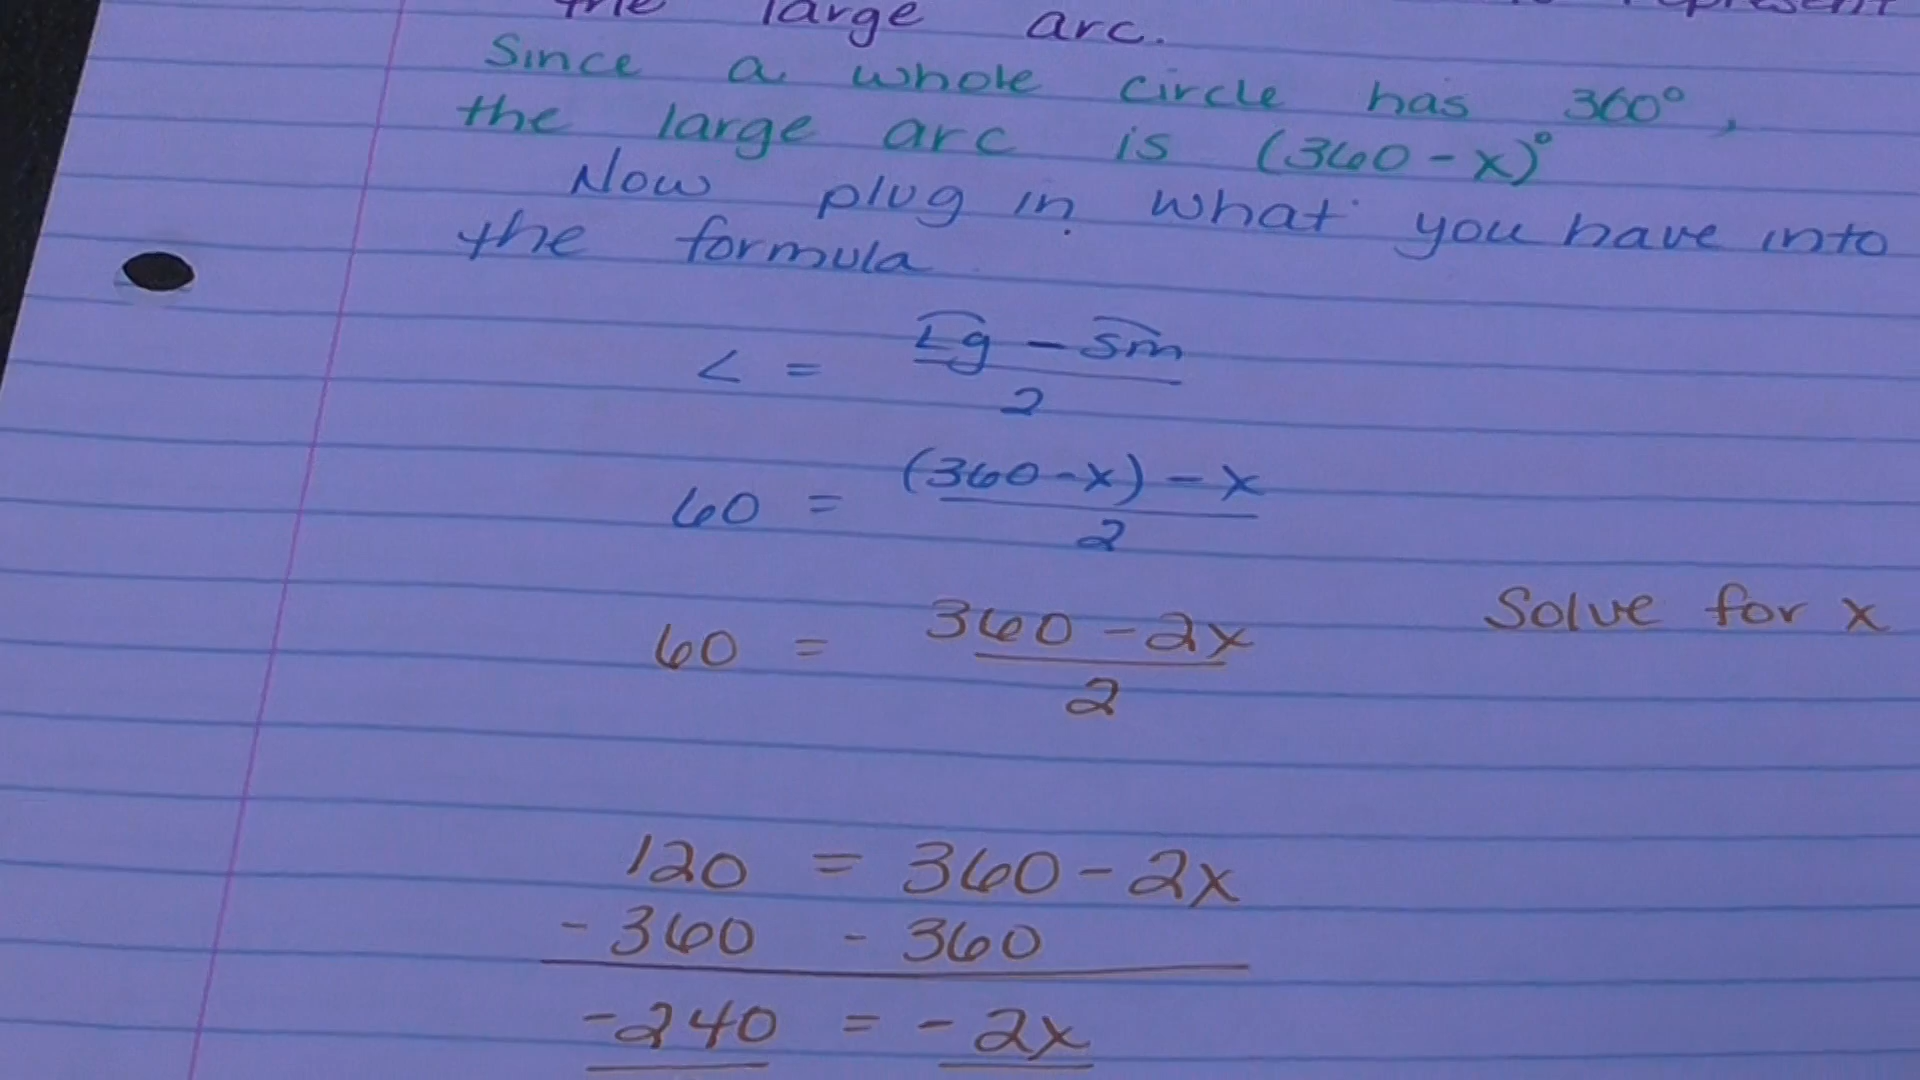 the large arc. represent
Since a whole circle has 360°,
the large arc is (360-x)°
Now plug in what you have into
the formula
∠ = (Lg - Sm)/2
60 = ((360-x) - x)/2
60 = (360 - 2x)/2 Solve for x
120 = 360 - 2x
- 360 - 360
-240 = -2x